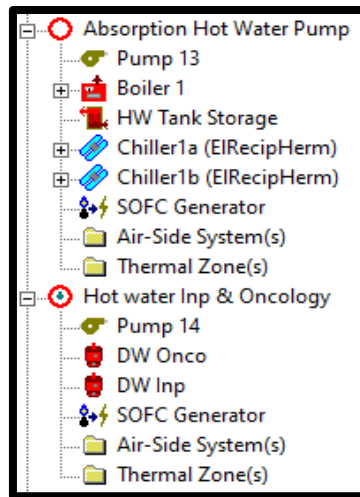 Absorption Hot Water Pump
Pump 13
Boiler 1
HW Tank Storage
Chiller1a (ElRecipHerm)
Chiller1b (ElRecipHerm)
SOFC Generator
Air-Side System(s)
Thermal Zone(s)
Hot water Inp & Oncology
Pump 14
DW Onco
DW Inp
SOFC Generator
Air-Side System(s)
Thermal Zone(s)